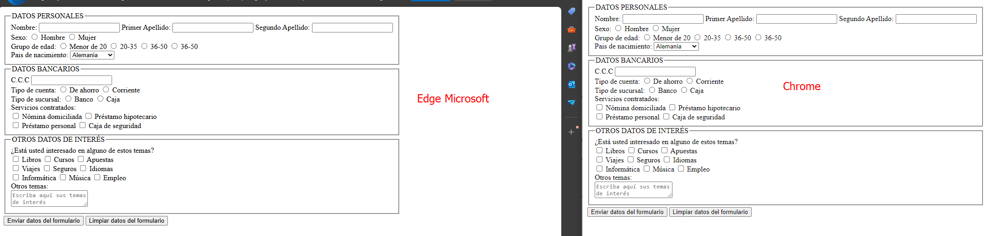 DATOS PERSONALES
Nombre: Primer Apellido: Segundo Apellido:
Sexo: Hombre Mujer
Grupo de edad: Menor de 20 20-35 36-50 36-50
Pais de nacimiento: Alemania
DATOS BANCARIOS
C.C.C
Tipo de cuenta: De ahorro Corriente
Tipo de sucursal: Banco Caja
Servicios contratados:
Nómina domiciliada Préstamo hipotecario
Préstamo personal Caja de seguridad
OTROS DATOS DE INTERÉS
¿Está usted interesado en alguno de estos temas?
Libros Cursos Apuestas
Viajes Seguros Idiomas
Informática Música Empleo
Otros temas:
Escriba aquí sus temas
de interés
Enviar datos del formulario Limpiar datos del formulario
Edge Microsoft
DATOS PERSONALES
Nombre: Primer Apellido: Segundo Apellido:
Sexo: Hombre Mujer
Grupo de edad: Menor de 20 20-35 36-50 36-50
Pais de nacimiento: Alemania
DATOS BANCARIOS
C.C.C
Tipo de cuenta: De ahorro Corriente
Tipo de sucursal: Banco Caja
Servicios contratados:
Nómina domiciliada Préstamo hipotecario
Préstamo personal Caja de seguridad
OTROS DATOS DE INTERÉS
¿Está usted interesado en alguno de estos temas?
Libros Cursos Apuestas
Viajes Seguros Idiomas
Informática Música Empleo
Otros temas:
Escriba aquí sus temas
de interés
Enviar datos del formulario Limpiar datos del formulario
Chrome